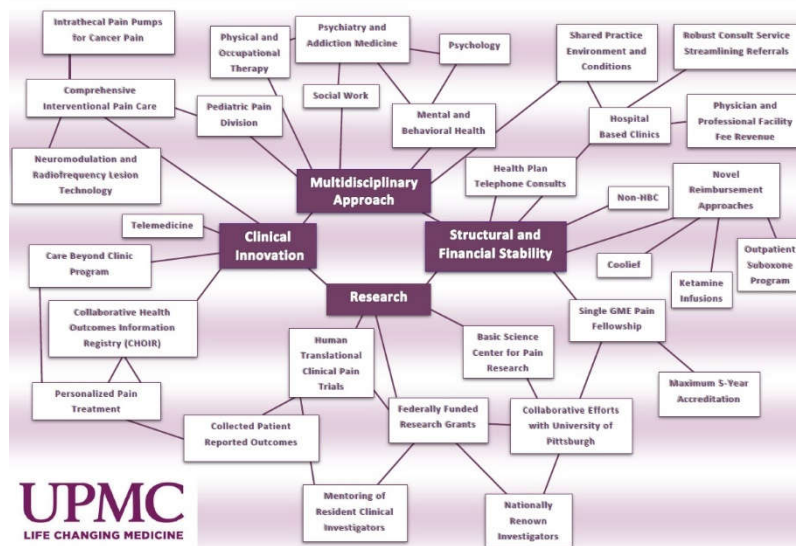 Intrathecal Pain Pumps
for Cancer Pain
Physical and
Occupational
Therapy
Psychiatry and
Addiction Medicine
Psychology
Shared Practice
Environment and
Conditions
Robust Consult Service
Streamlining Referrals
Comprehensive
Interventional Pain Care
Pediatric Pain
Division
Social Work
Mental and
Behavioral Health
Hospital
Based Clinics
Physician and
Professional Facility
Fee Revenue
Neuromodulation and
Radiofrequency Lesion
Technology
Multidisciplinary
Approach
Health Plan
Telephone Consults
Non-HBC
Novel
Reimbursement
Approaches
Telemedicine
Clinical
Innovation
Structural and
Financial Stability
Care Beyond Clinic
Program
Coolief
Ketamine
Infusions
Outpatient
Suboxone
Program
Research
Collaborative Health
Outcomes Information
Registry (CHOIR)
Human
Translational
Clinical Pain
Trials
Basic Science
Center for Pain
Research
Single GME Pain
Fellowship
Personalized Pain
Treatment
Maximum 5-Year
Accreditation
Collected Patient
Reported Outcomes
Federally Funded
Research Grants
Collaborative Efforts
with University of
Pittsburgh
Mentoring of
Resident Clinical
Investigators
Nationally
Renown
Investigators
UPMC
LIFE CHANGING MEDICINE